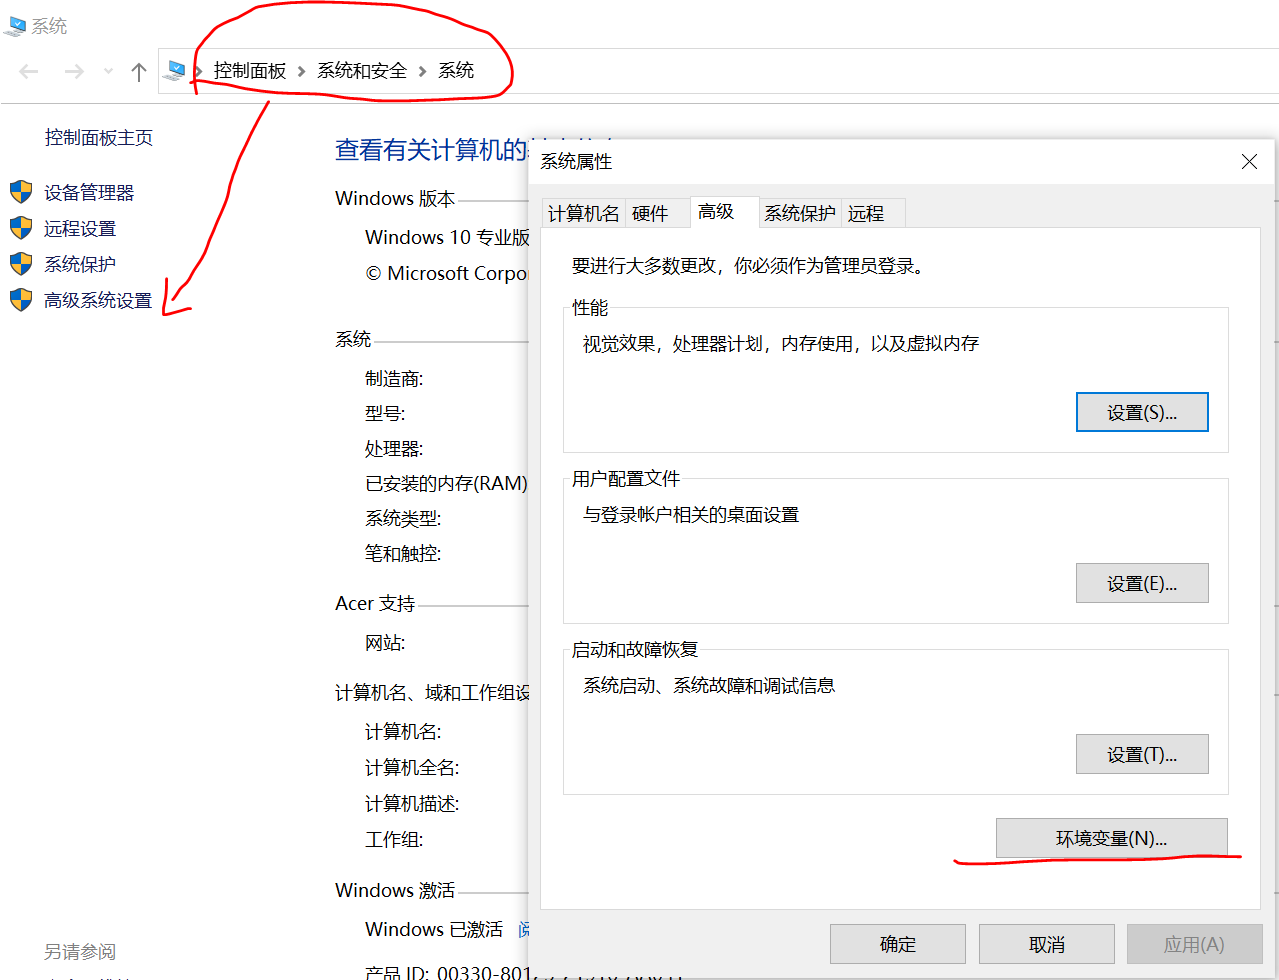 系统
控制面板 > 系统和安全 > 系统
控制面板主页
设备管理器
远程设置
系统保护
高级系统设置
另请参阅
查看有关计算机的
Windows 版本
Windows 10 专业版
© Microsoft Corpor
系统
制造商:
型号:
处理器:
已安装的内存(RAM)
系统类型:
笔和触控:
Acer 支持
网站:
计算机名、域和工作组设
计算机名:
计算机全名:
计算机描述:
工作组:
Windows 激活
Windows 已激活 阅
产品 ID: 00330-801
系统属性
计算机名 硬件 高级 系统保护 远程
要进行大多数更改，你必须作为管理员登录。
性能
视觉效果，处理器计划，内存使用，以及虚拟内存
设置(S)...
用户配置文件
与登录帐户相关的桌面设置
设置(E)...
启动和故障恢复
系统启动、系统故障和调试信息
设置(T)...
环境变量(N)...
确定 取消 应用(A)